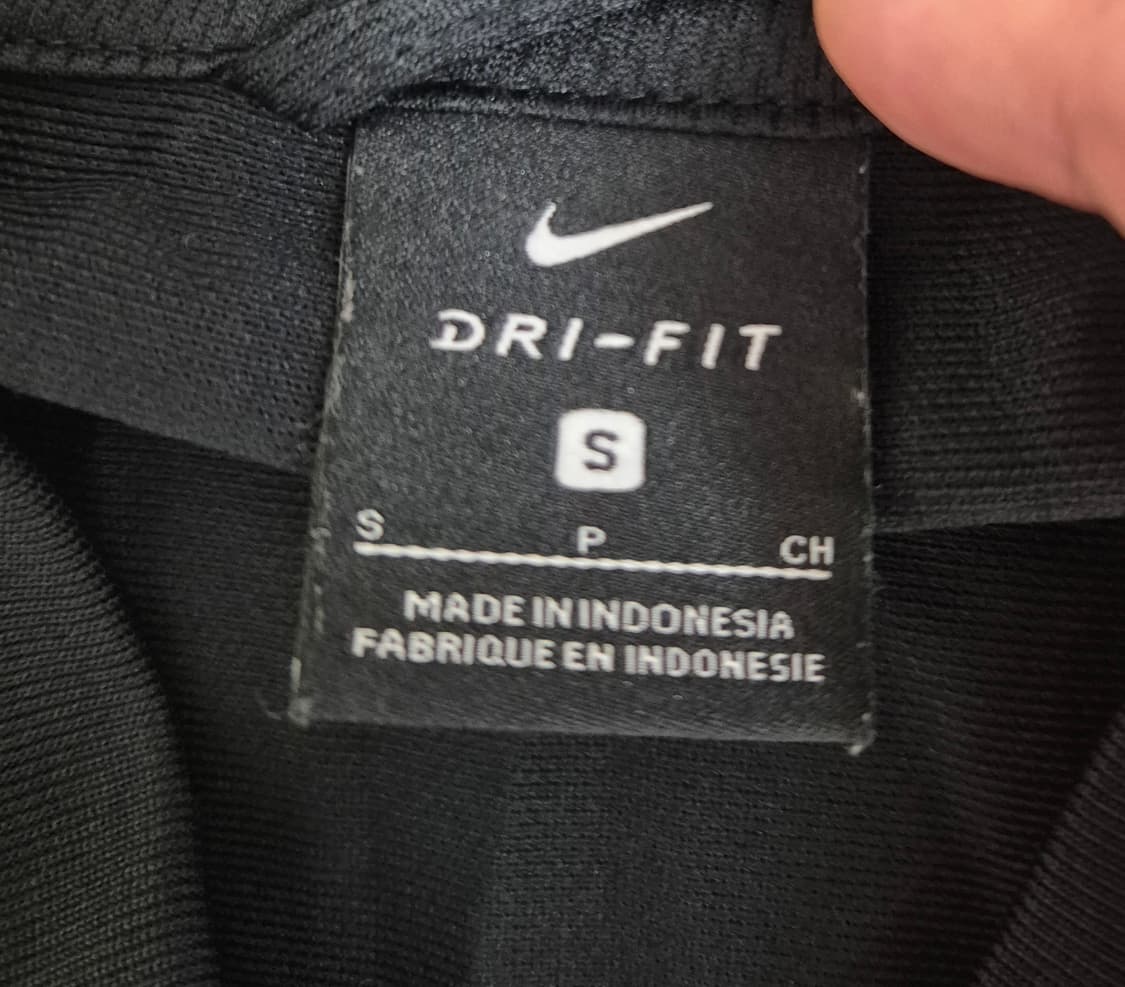 DRI-FIT
S
S P CH
MADE IN INDONESIA
FABRIQUE EN INDONESIE